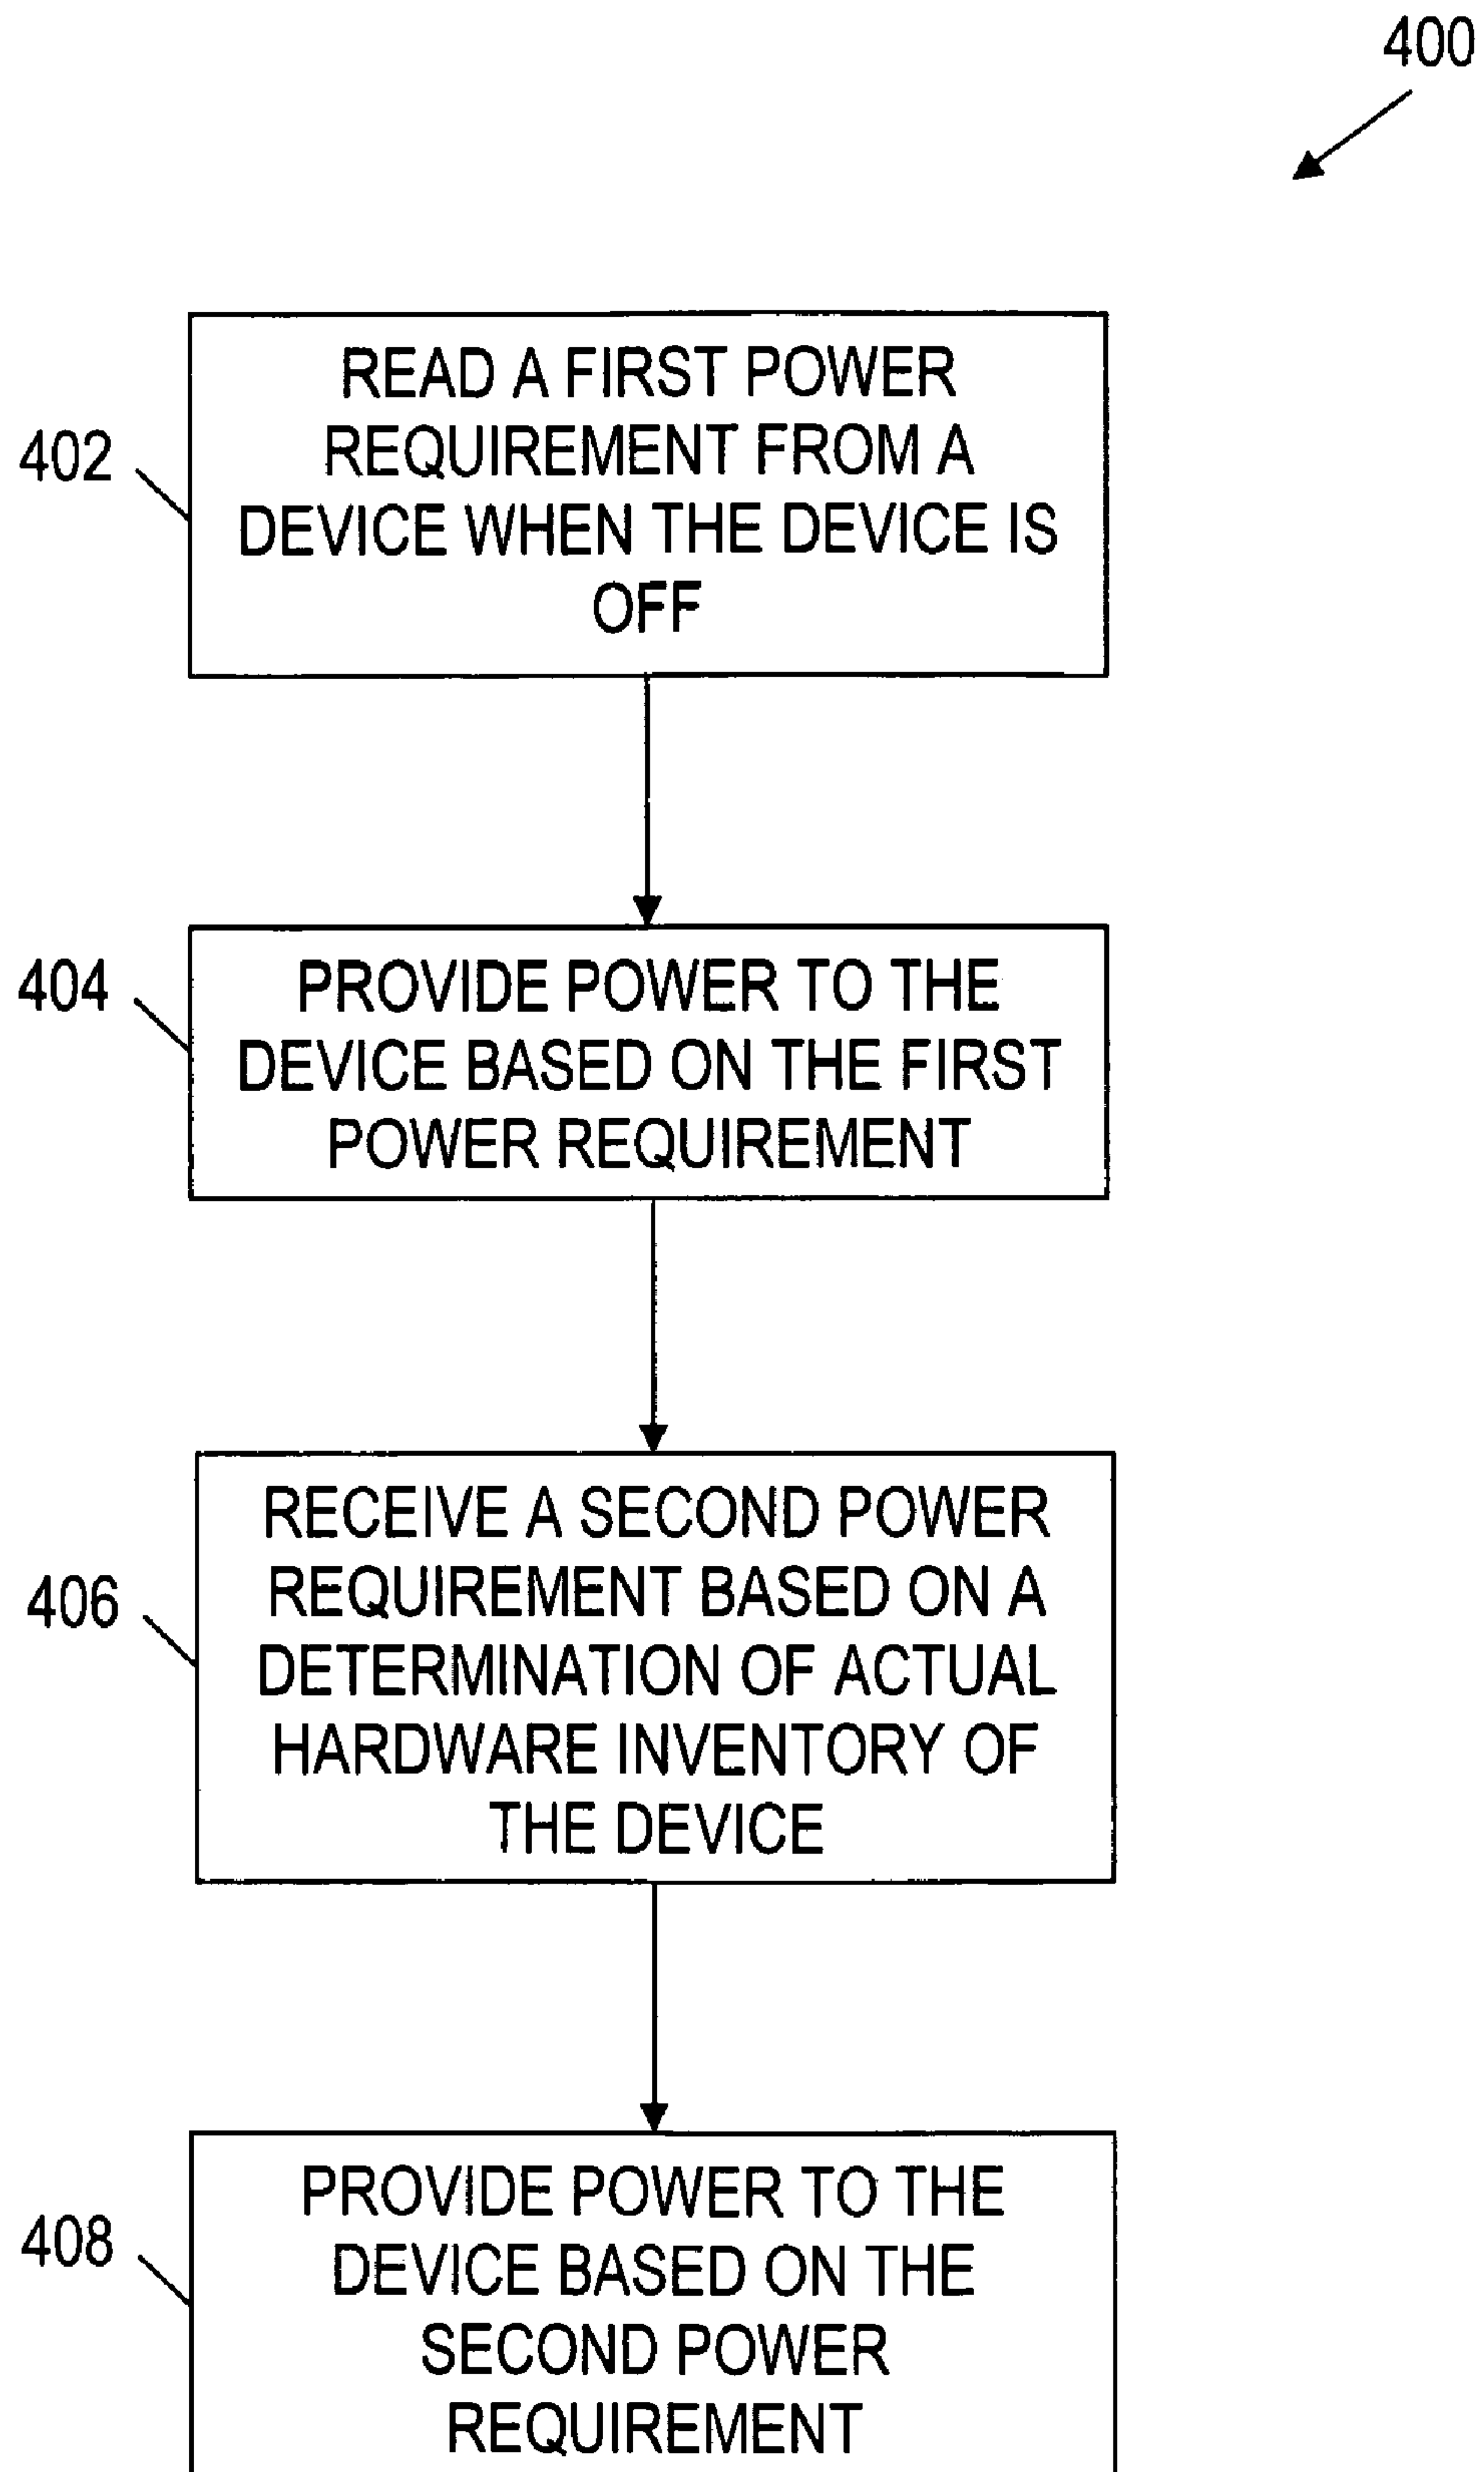 400
402
READ A FIRST POWER
REQUIREMENT FROM A
DEVICE WHEN THE DEVICE IS
OFF
404
PROVIDE POWER TO THE
DEVICE BASED ON THE FIRST
POWER REQUIREMENT
406
RECEIVE A SECOND POWER
REQUIREMENT BASED ON A
DETERMINATION OF ACTUAL
HARDWARE INVENTORY OF
THE DEVICE
408
PROVIDE POWER TO THE
DEVICE BASED ON THE
SECOND POWER
REQUIREMENT